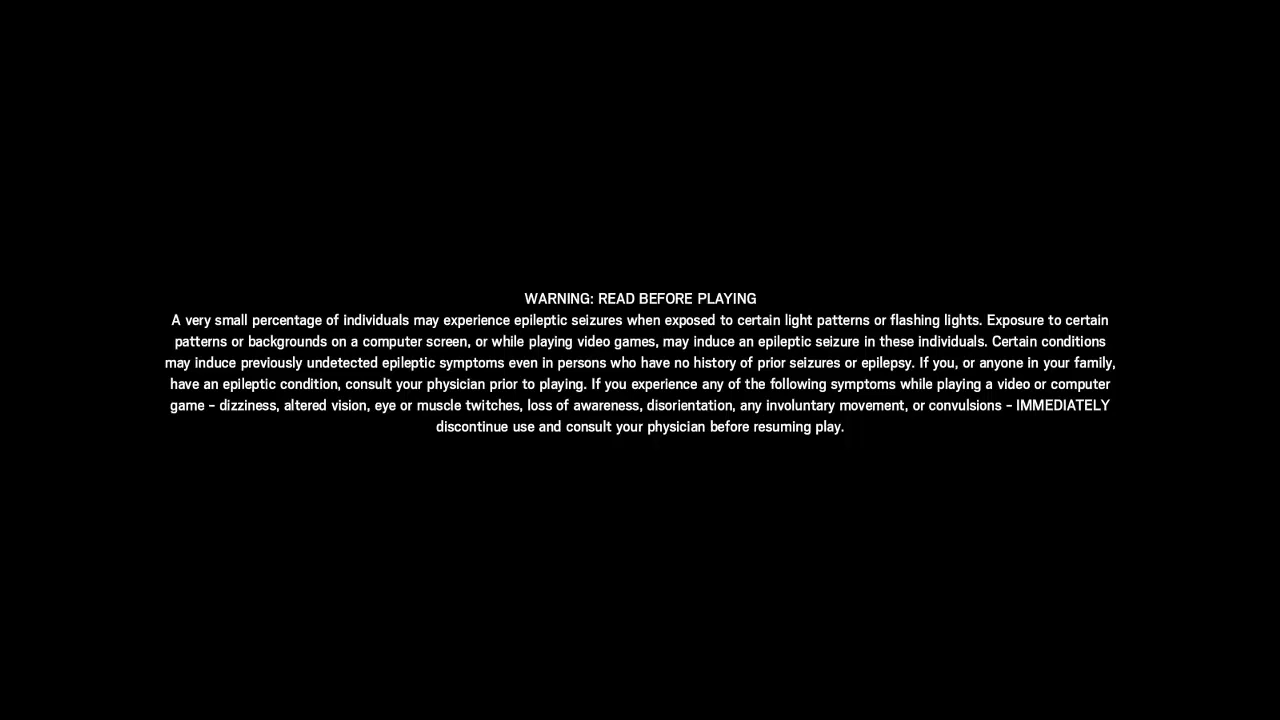 WARNING: READ BEFORE PLAYING
A very small percentage of individuals may experience epileptic seizures when exposed to certain light patterns or flashing lights. Exposure to certain
patterns or backgrounds on a computer screen, or while playing video games, may induce an epileptic seizure in these individuals. Certain conditions
may induce previously undetected epileptic symptoms even in persons who have no history of prior seizures or epilepsy. If you, or anyone in your family,
have an epileptic condition, consult your physician prior to playing. If you experience any of the following symptoms while playing a video or computer
game - dizziness, altered vision, eye or muscle twitches, loss of awareness, disorientation, any involuntary movement, or convulsions - IMMEDIATELY
discontinue use and consult your physician before resuming play.